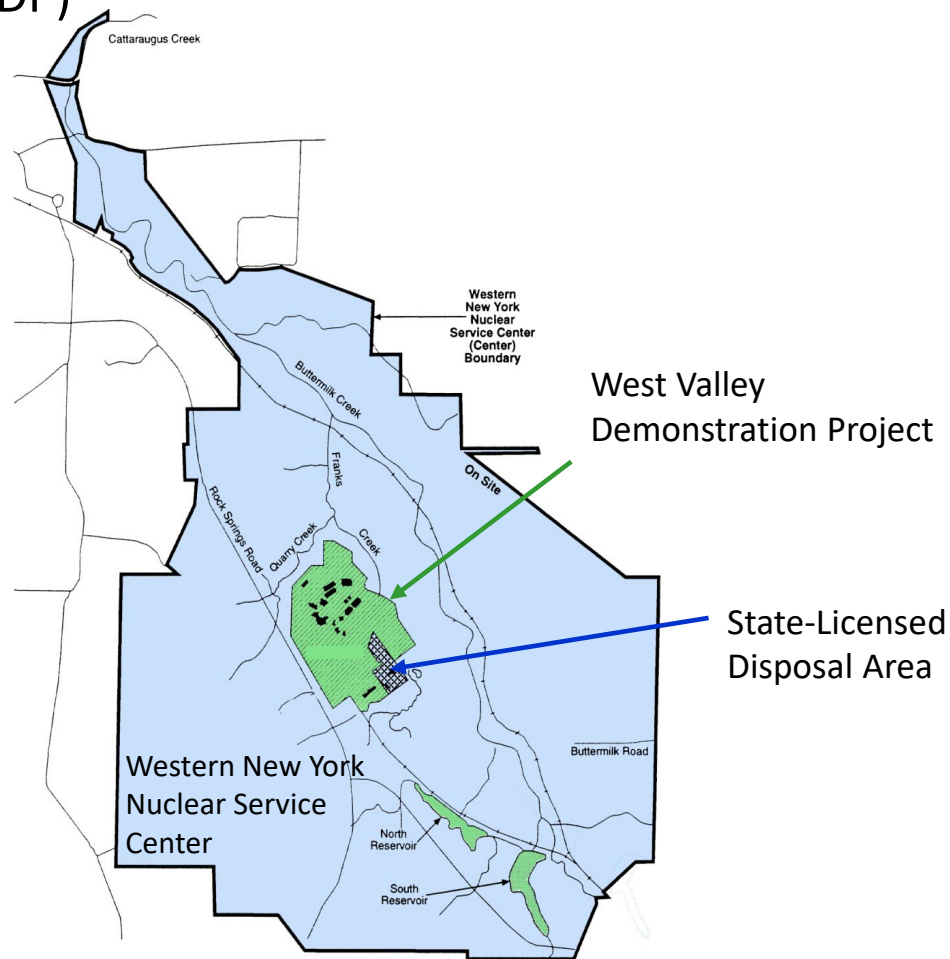 DP)
Cattaraugus Creek
Western
New York
Nuclear
Service Center
(Center)
Boundary
West Valley
Demonstration Project
Buttermilk Creek
On Site
Franks
Creek
Rock Springs Road
Quarry Creek
State-Licensed
Disposal Area
Buttermilk Road
Western New York
Nuclear Service
Center
North
Reservoir
South
Reservoir